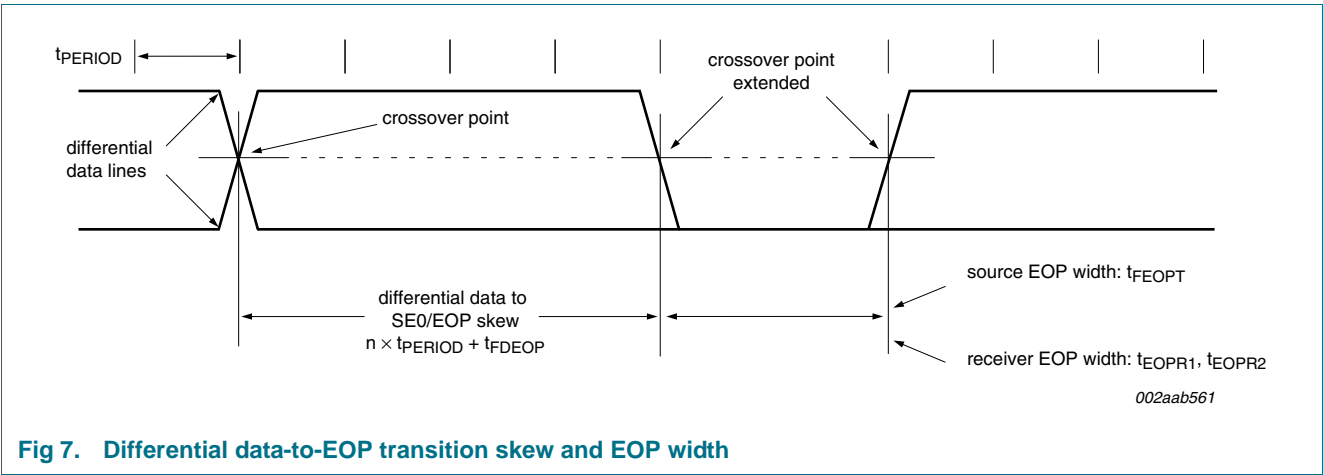 tPERIOD
crossover point
extended
crossover point
differential
data lines
source EOP width: tFEOPT
differential data to
SE0/EOP skew
n × tPERIOD + tFDEOP
receiver EOP width: tEOPR1, tEOPR2
002aab561
Fig 7. Differential data-to-EOP transition skew and EOP width